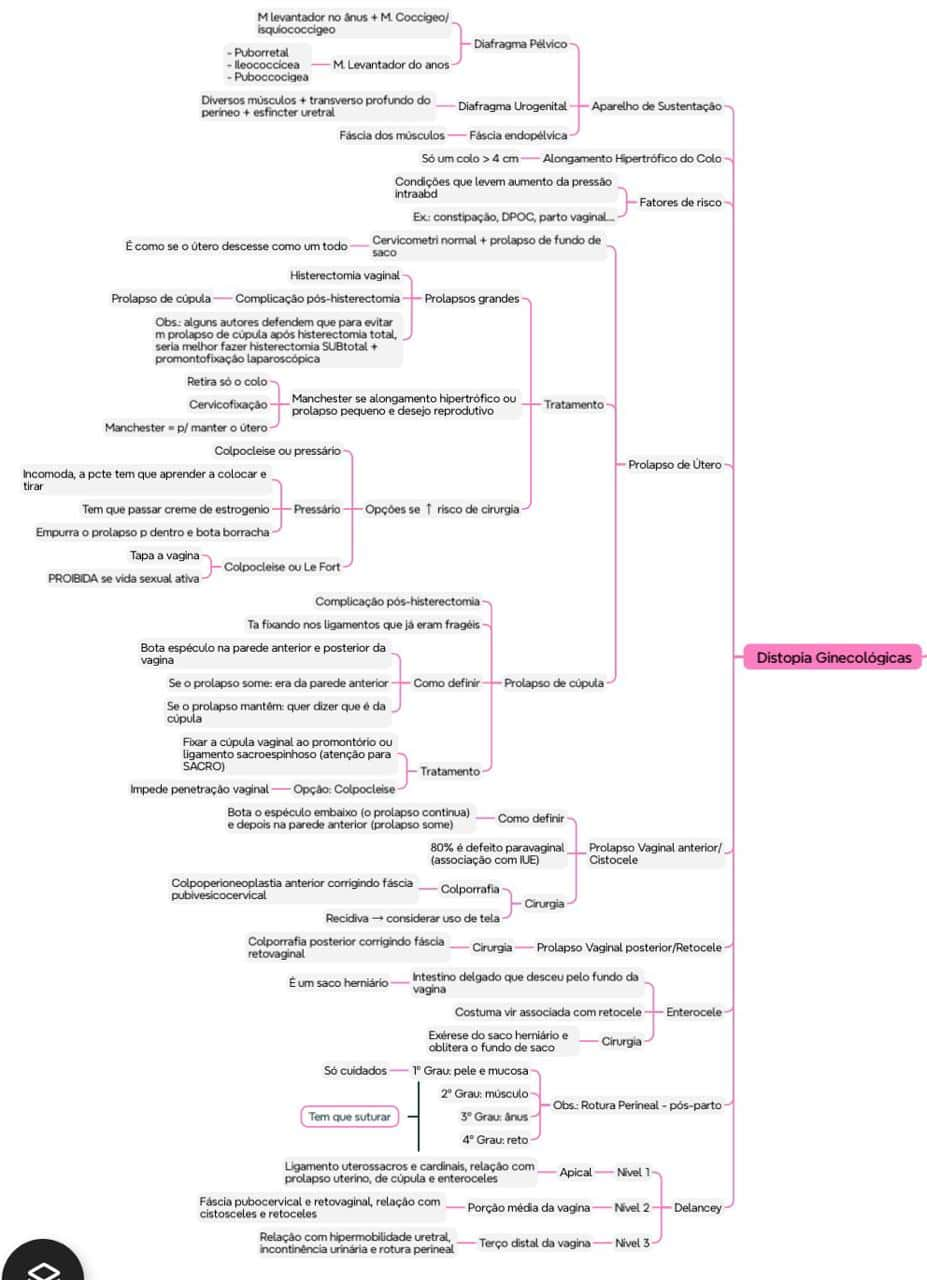 M levantador no ânus + M. Coccigeo/
isquiococcigeo
Diafragma Pélvico
- Puborretal
- Ileococcícea
- Puboccocigea
M. Levantador do anos
Diversos músculos + transverso profundo do
períneo + esfincter uretral
Diafragma Urogenital
Aparelho de Sustentação
Fáscia dos músculos
Fáscia endopélvica
Só um colo > 4 cm
Alongamento Hipertrófico do Colo
Condições que levem aumento da pressão
intraabd
Fatores de risco
Ex.: constipação, DPOC, parto vaginal...
É como se o útero descesse como um todo
Cervicometri normal + prolapso de fundo de
saco
Histerectomia vaginal
Prolapso de cúpula
Complicação pós-histerectomia
Prolapsos grandes
Obs.: alguns autores defendem que para evitar
m prolapso de cúpula após histerectomia total,
seria melhor fazer histerectomia SUBtotal +
promontofixação laparoscópica
Retira só o colo
Cervicofixação
Manchester = p/ manter o útero
Manchester se alongamento hipertrófico ou
prolapso pequeno e desejo reprodutivo
Tratamento
Colpocleise ou pressário
Incomoda, a pcte tem que aprender a colocar e
tirar
Tem que passar creme de estrogenio
Pressário
Opções se ↑ risco de cirurgia
Empurra o prolapso p dentro e bota borracha
Tapa a vagina
PROIBIDA se vida sexual ativa
Colpocleise ou Le Fort
Prolapso de Útero
Complicação pós-histerectomia
Ta fixando nos ligamentos que já eram fragéis
Bota espéculo na parede anterior e posterior da
vagina
Se o prolapso some: era da parede anterior
Como definir
Prolapso de cúpula
Se o prolapso mantêm: quer dizer que é da
cúpula
Fixar a cúpula vaginal ao promontório ou
ligamento sacroespinhoso (atenção para
SACRO)
Tratamento
Impede penetração vaginal
Opção: Colpocleise
Distopia Ginecológicas
Bota o espéculo embaixo (o prolapso continua)
e depois na parede anterior (prolapso some)
Como definir
80% é defeito paravaginal
(associação com IUE)
Prolapso Vaginal anterior/
Cistocele
Colpoperioneoplastia anterior corrigindo fáscia
pubivesicocervical
Colporrafia
Cirurgia
Recidiva → considerar uso de tela
Colporrafia posterior corrigindo fáscia
retovaginal
Cirurgia
Prolapso Vaginal posterior/Retocele
É um saco herniário
Intestino delgado que desceu pelo fundo da
vagina
Costuma vir associada com retocele
Enterocele
Exérese do saco herniário e
oblitera o fundo de saco
Cirurgia
Só cuidados
1º Grau: pele e mucosa
2º Grau: músculo
3º Grau: ânus
4º Grau: reto
Tem que suturar
Obs.: Rotura Perineal - pós-parto
Ligamento uterossacros e cardinais, relação com
prolapso uterino, de cúpula e enteroceles
Apical
Nível 1
Fáscia pubocervical e retovaginal, relação com
cistosceles e retoceles
Porção média da vagina
Nível 2
Delancey
Relação com hipermobilidade uretral,
incontinência urinária e rotura perineal
Terço distal da vagina
Nível 3